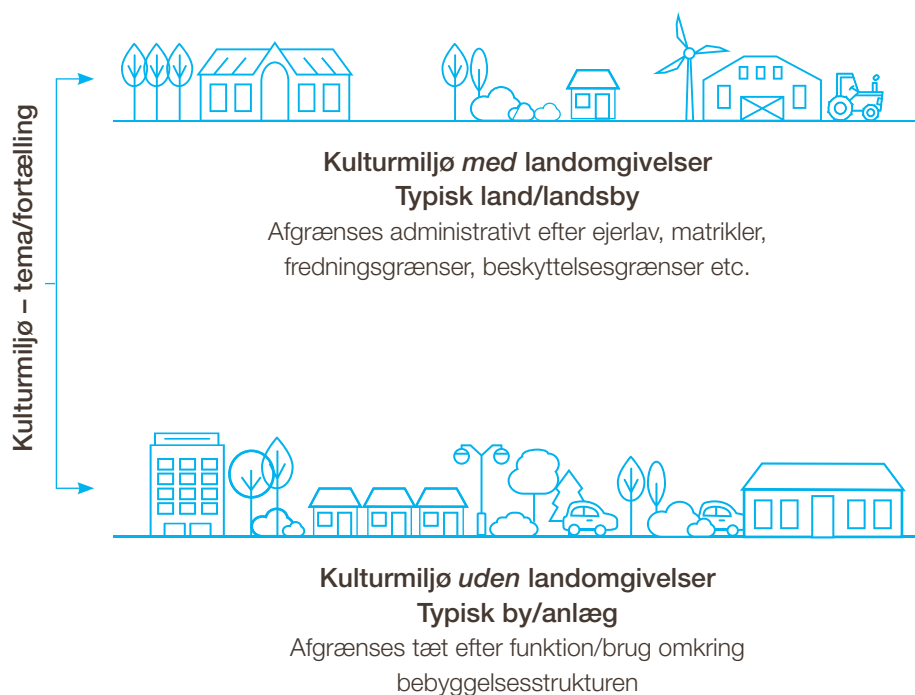 Kulturmiljø – tema/fortælling
Kulturmiljø med landomgivelser
Typisk land/landsby
Afgrænses administrativt efter ejerlav, matrikler,
fredningsgrænser, beskyttelsesgrænser etc.
Kulturmiljø uden landomgivelser
Typisk by/anlæg
Afgrænses tæt efter funktion/brug omkring
bebyggelsesstrukturen